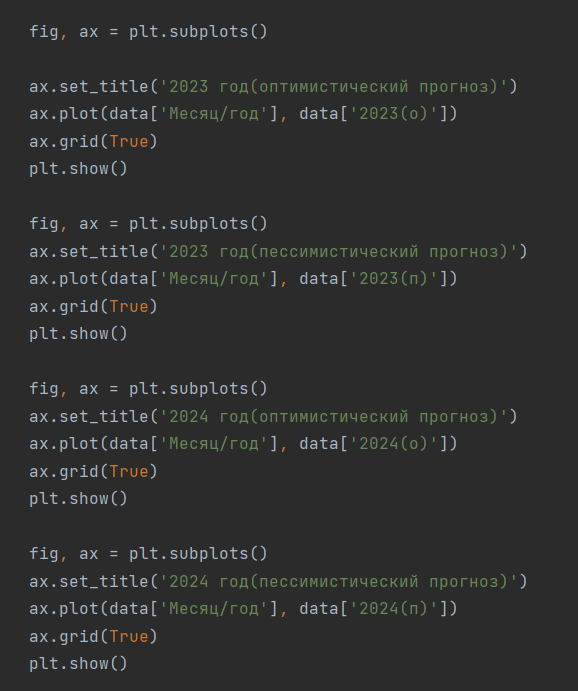 fig, ax = plt.subplots()
ax.set_title('2023 год(оптимистический прогноз)')
ax.plot(data['Месяц/год'], data['2023(о)'])
ax.grid(True)
plt.show()
fig, ax = plt.subplots()
ax.set_title('2023 год(пессимистический прогноз)')
ax.plot(data['Месяц/год'], data['2023(п)'])
ax.grid(True)
plt.show()
fig, ax = plt.subplots()
ax.set_title('2024 год(оптимистический прогноз)')
ax.plot(data['Месяц/год'], data['2024(о)'])
ax.grid(True)
plt.show()
fig, ax = plt.subplots()
ax.set_title('2024 год(пессимистический прогноз)')
ax.plot(data['Месяц/год'], data['2024(п)'])
ax.grid(True)
plt.show()